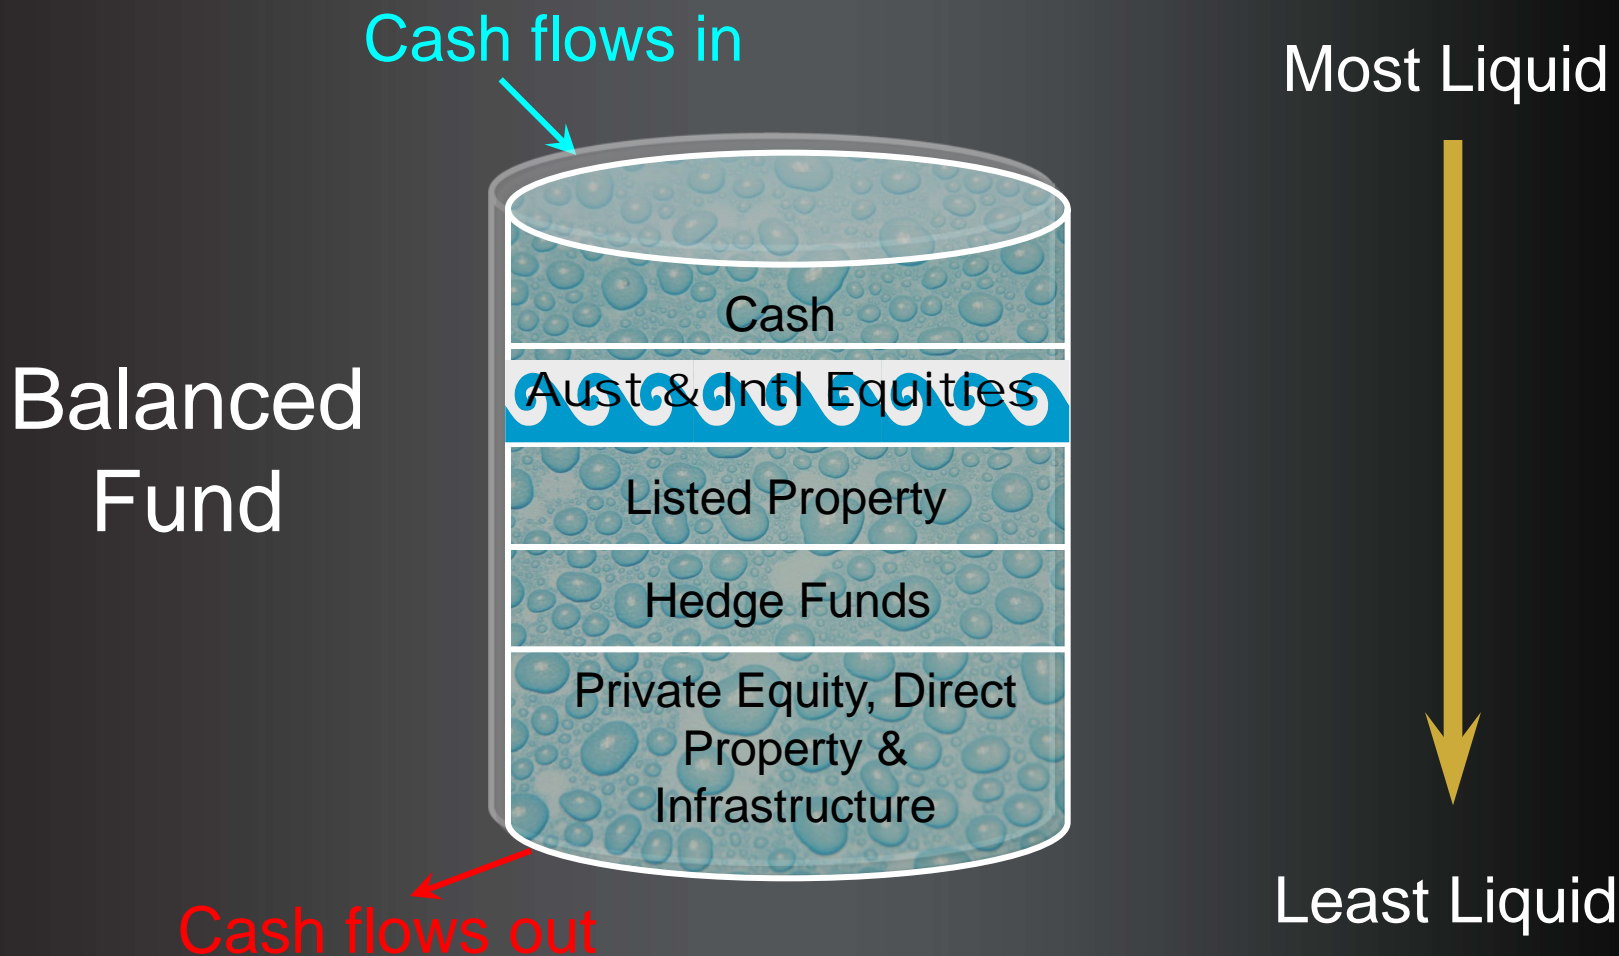 Cash flows in
Most Liquid
Cash
Aust & Intl Equities
Balanced
Fund
Listed Property
Hedge Funds
Private Equity, Direct
Property &
Infrastructure
Least Liquid
Cash flows out